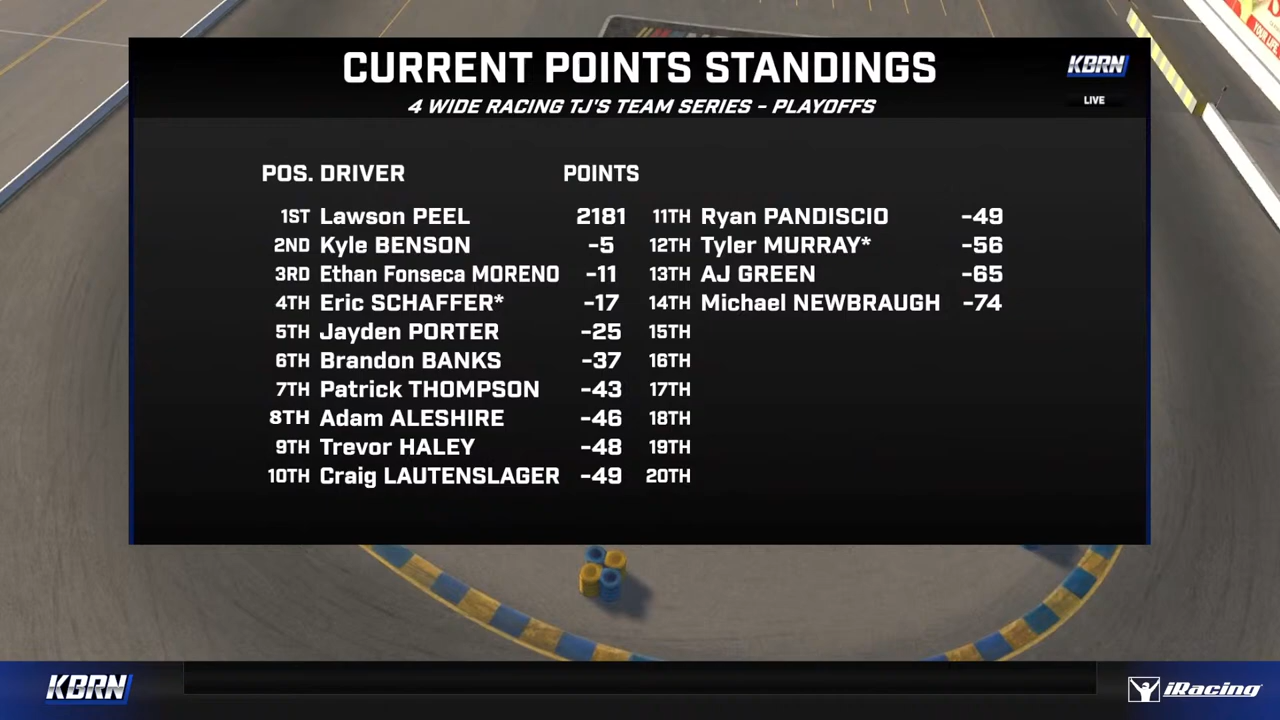 CURRENT POINTS STANDINGS
KBRN
4 WIDE RACING TJ'S TEAM SERIES - PLAYOFFS
LIVE
POS. DRIVER POINTS
1ST Lawson PEEL 2181 11TH Ryan PANDISCIO -49
2ND Kyle BENSON -5 12TH Tyler MURRAY* -56
3RD Ethan Fonseca MORENO -11 13TH AJ GREEN -65
4TH Eric SCHAFFER* -17 14TH Michael NEWBRAUGH -74
5TH Jayden PORTER -25 15TH
6TH Brandon BANKS -37 16TH
7TH Patrick THOMPSON -43 17TH
8TH Adam ALESHIRE -46 18TH
9TH Trevor HALEY -48 19TH
10TH Craig LAUTENSLAGER -49 20TH
KBRN iRacing